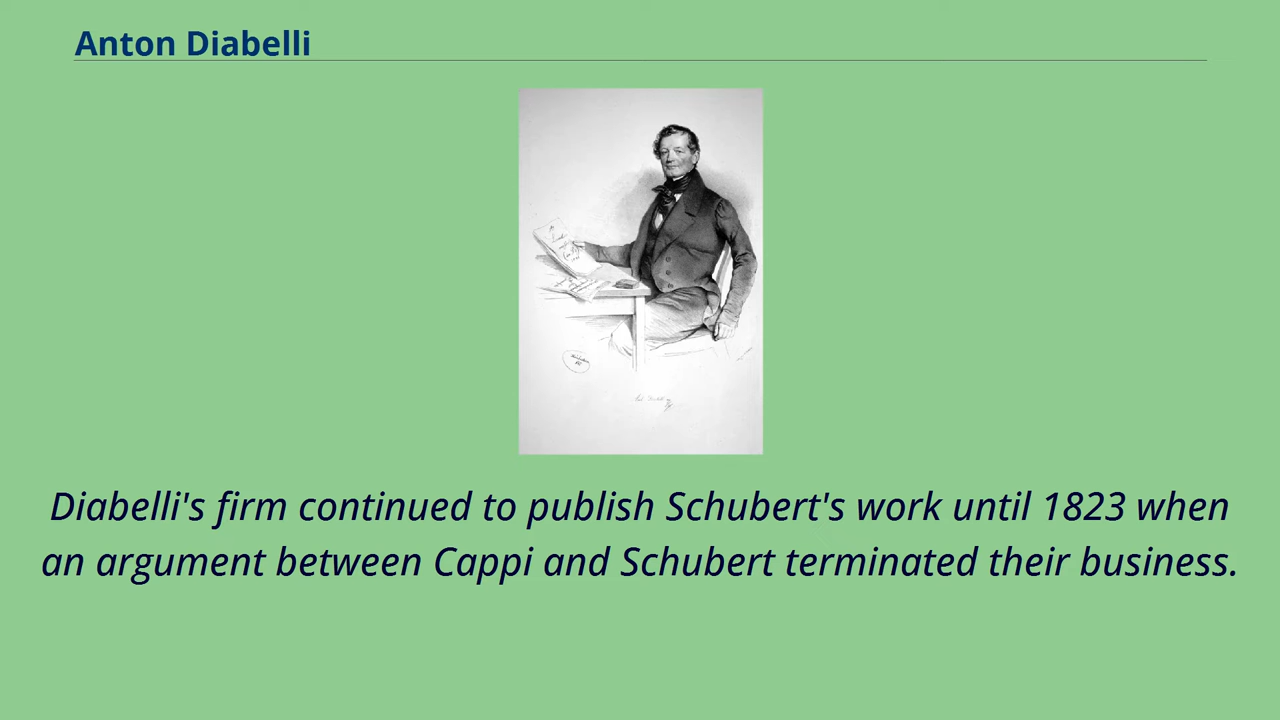 Anton Diabelli
Diabelli's firm continued to publish Schubert's work until 1823 when
an argument between Cappi and Schubert terminated their business.